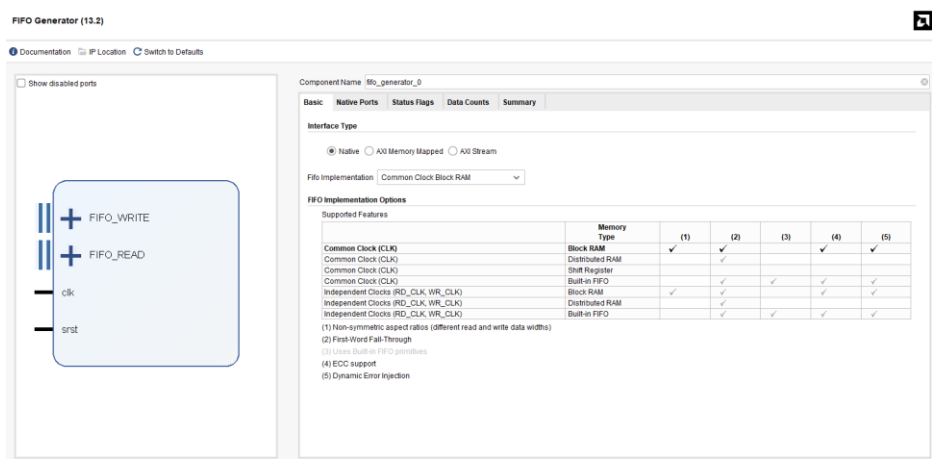 FIFO Generator (13.2)
Documentation IP Location Switch to Defaults
Show disabled ports
FIFO_WRITE
FIFO_READ
clk
srst
Component Name fifo_generator_0
Basic Native Ports Status Flags Data Counts Summary
Interface Type
Native AXI Memory Mapped AXI Stream
Fifo Implementation Common Clock Block RAM
FIFO Implementation Options
Supported Features
Memory Type (1) (2) (3) (4) (5)
Common Clock (CLK) Block RAM ✓ ✓ ✓ ✓
Common Clock (CLK) Distributed RAM ✓
Common Clock (CLK) Shift Register
Common Clock (CLK) Built-in FIFO ✓ ✓ ✓ ✓
Independent Clocks (RD_CLK, WR_CLK) Block RAM ✓ ✓ ✓ ✓
Independent Clocks (RD_CLK, WR_CLK) Distributed RAM ✓
Independent Clocks (RD_CLK, WR_CLK) Built-in FIFO ✓ ✓ ✓ ✓
(1) Non-symmetric aspect ratios (different read and write data widths)
(2) First-Word Fall-Through
(3) Uses Built-in FIFO primitives
(4) ECC support
(5) Dynamic Error Injection